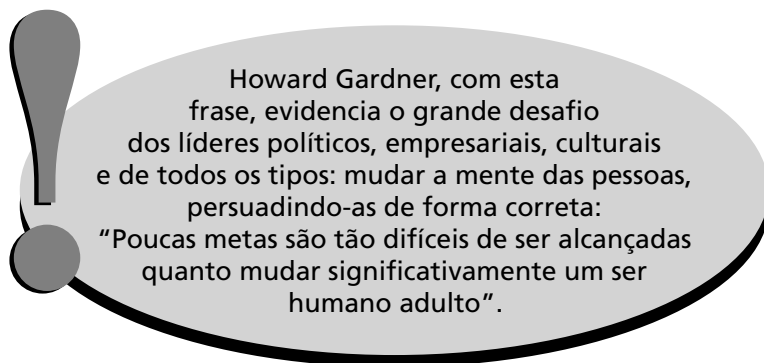 Howard Gardner, com esta
frase, evidencia o grande desafio
dos líderes políticos, empresariais, culturais
e de todos os tipos: mudar a mente das pessoas,
persuadindo-as de forma correta:
“Poucas metas são tão difíceis de ser alcançadas
quanto mudar significativamente um ser
humano adulto”.